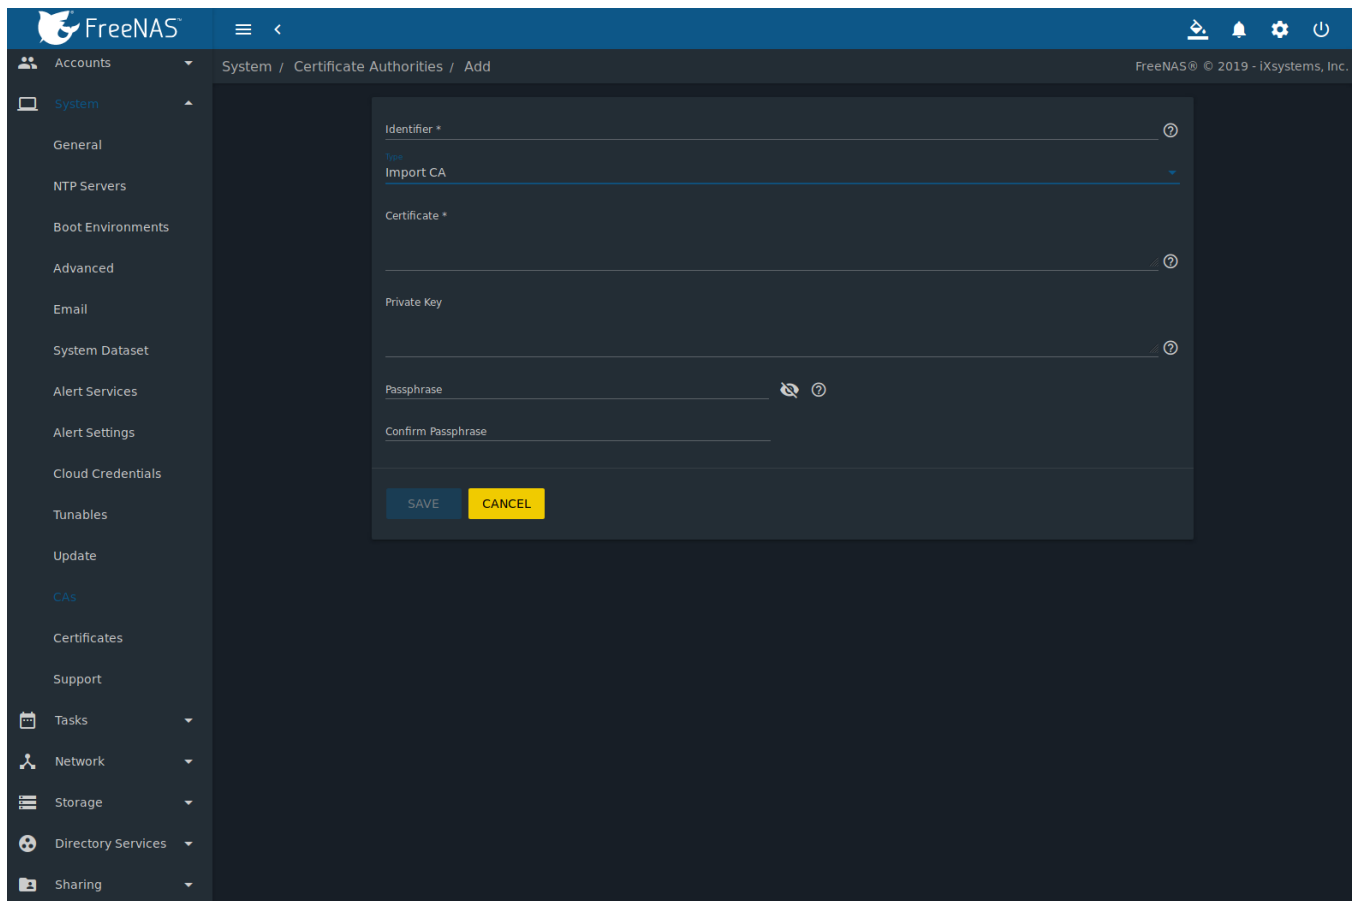 FreeNAS™
System / Certificate Authorities / Add
FreeNAS® © 2019 - iXsystems, Inc.
Accounts
System
General
NTP Servers
Boot Environments
Advanced
Email
System Dataset
Alert Services
Alert Settings
Cloud Credentials
Tunables
Update
CAs
Certificates
Support
Tasks
Network
Storage
Directory Services
Sharing
Identifier *
Type
Import CA
Certificate *
Private Key
Passphrase
Confirm Passphrase
SAVE CANCEL